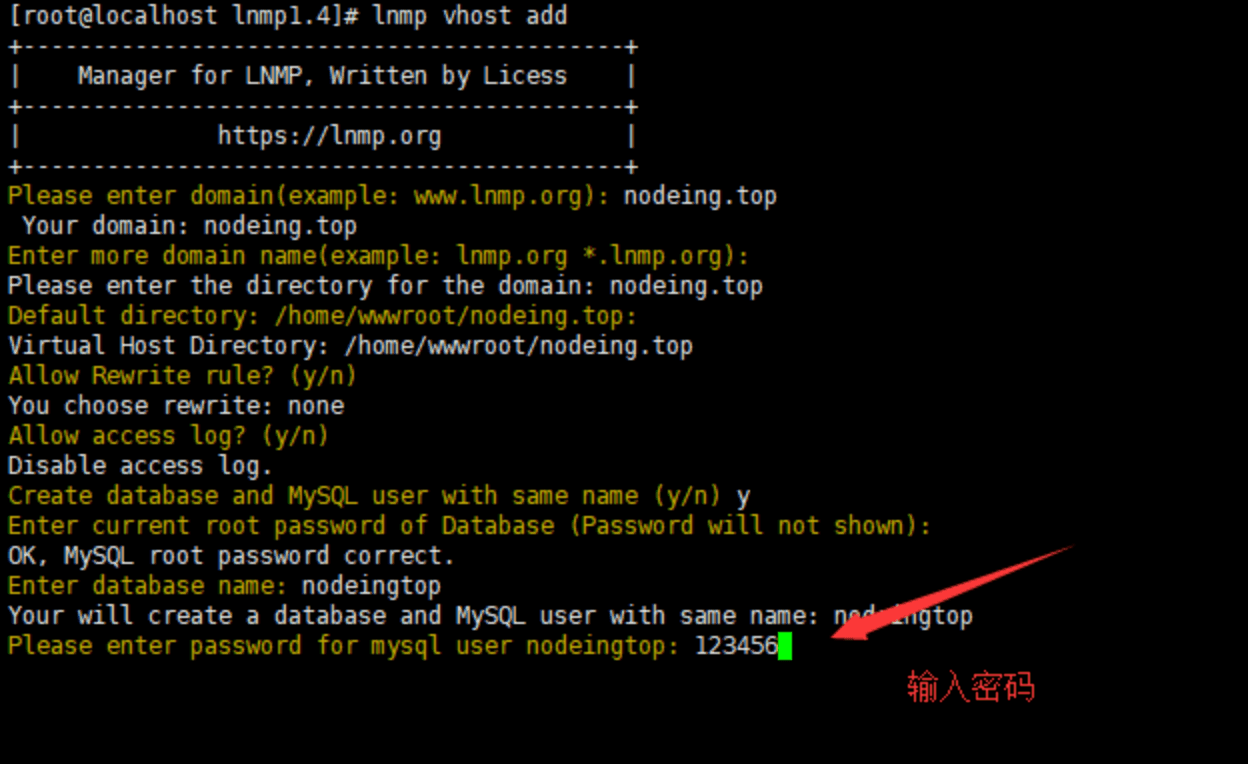 [root@localhost lnmp1.4]# lnmp vhost add
+-------------------------------------------+
|    Manager for LNMP, Written by Licess    |
+-------------------------------------------+
|              https://lnmp.org             |
+-------------------------------------------+
Please enter domain(example: www.lnmp.org): nodeing.top
 Your domain: nodeing.top
Enter more domain name(example: lnmp.org *.lnmp.org):
Please enter the directory for the domain: nodeing.top
Default directory: /home/wwwroot/nodeing.top:
Virtual Host Directory: /home/wwwroot/nodeing.top
Allow Rewrite rule? (y/n)
You choose rewrite: none
Allow access log? (y/n)
Disable access log.
Create database and MySQL user with same name (y/n) y
Enter current root password of Database (Password will not shown):
OK, MySQL root password correct.
Enter database name: nodeingtop
Your will create a database and MySQL user with same name: nodeingtop
Please enter password for mysql user nodeingtop: 123456
输入密码